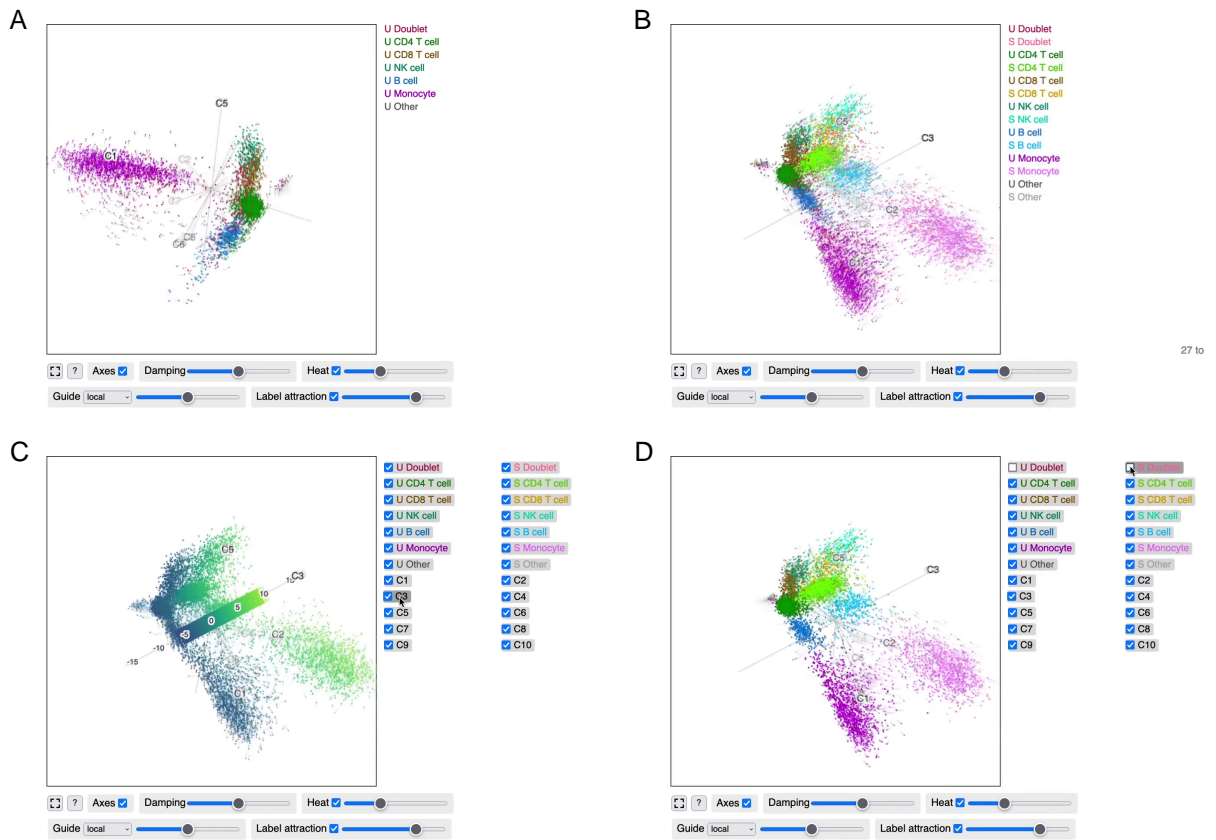 A
U Doublet
U CD4 T cell
U CD8 T cell
U NK cell
U B cell
U Monocyte
U Other
C5
C1
C2
C6
C8
? Axes Damping Heat
Guide local Label attraction
B
U Doublet
S Doublet
U CD4 T cell
S CD4 T cell
U CD8 T cell
S CD8 T cell
U NK cell
S NK cell
U B cell
S B cell
U Monocyte
S Monocyte
U Other
S Other
C3
C2
27 to
? Axes Damping Heat
Guide local Label attraction
C
U Doublet S Doublet
U CD4 T cell S CD4 T cell
U CD8 T cell S CD8 T cell
U NK cell S NK cell
U B cell S B cell
U Monocyte S Monocyte
U Other S Other
C1 C2
C3 C4
C5 C6
C7 C8
C9 C10
C5
C3
10
5
0
-5
-10
-15
C2
C1
? Axes Damping Heat
Guide local Label attraction
D
U Doublet S Doublet
U CD4 T cell S CD4 T cell
U CD8 T cell S CD8 T cell
U NK cell S NK cell
U B cell S B cell
U Monocyte S Monocyte
U Other S Other
C1 C2
C3 C4
C5 C6
C7 C8
C9 C10
C5
C3
C2
C1
? Axes Damping Heat
Guide local Label attraction